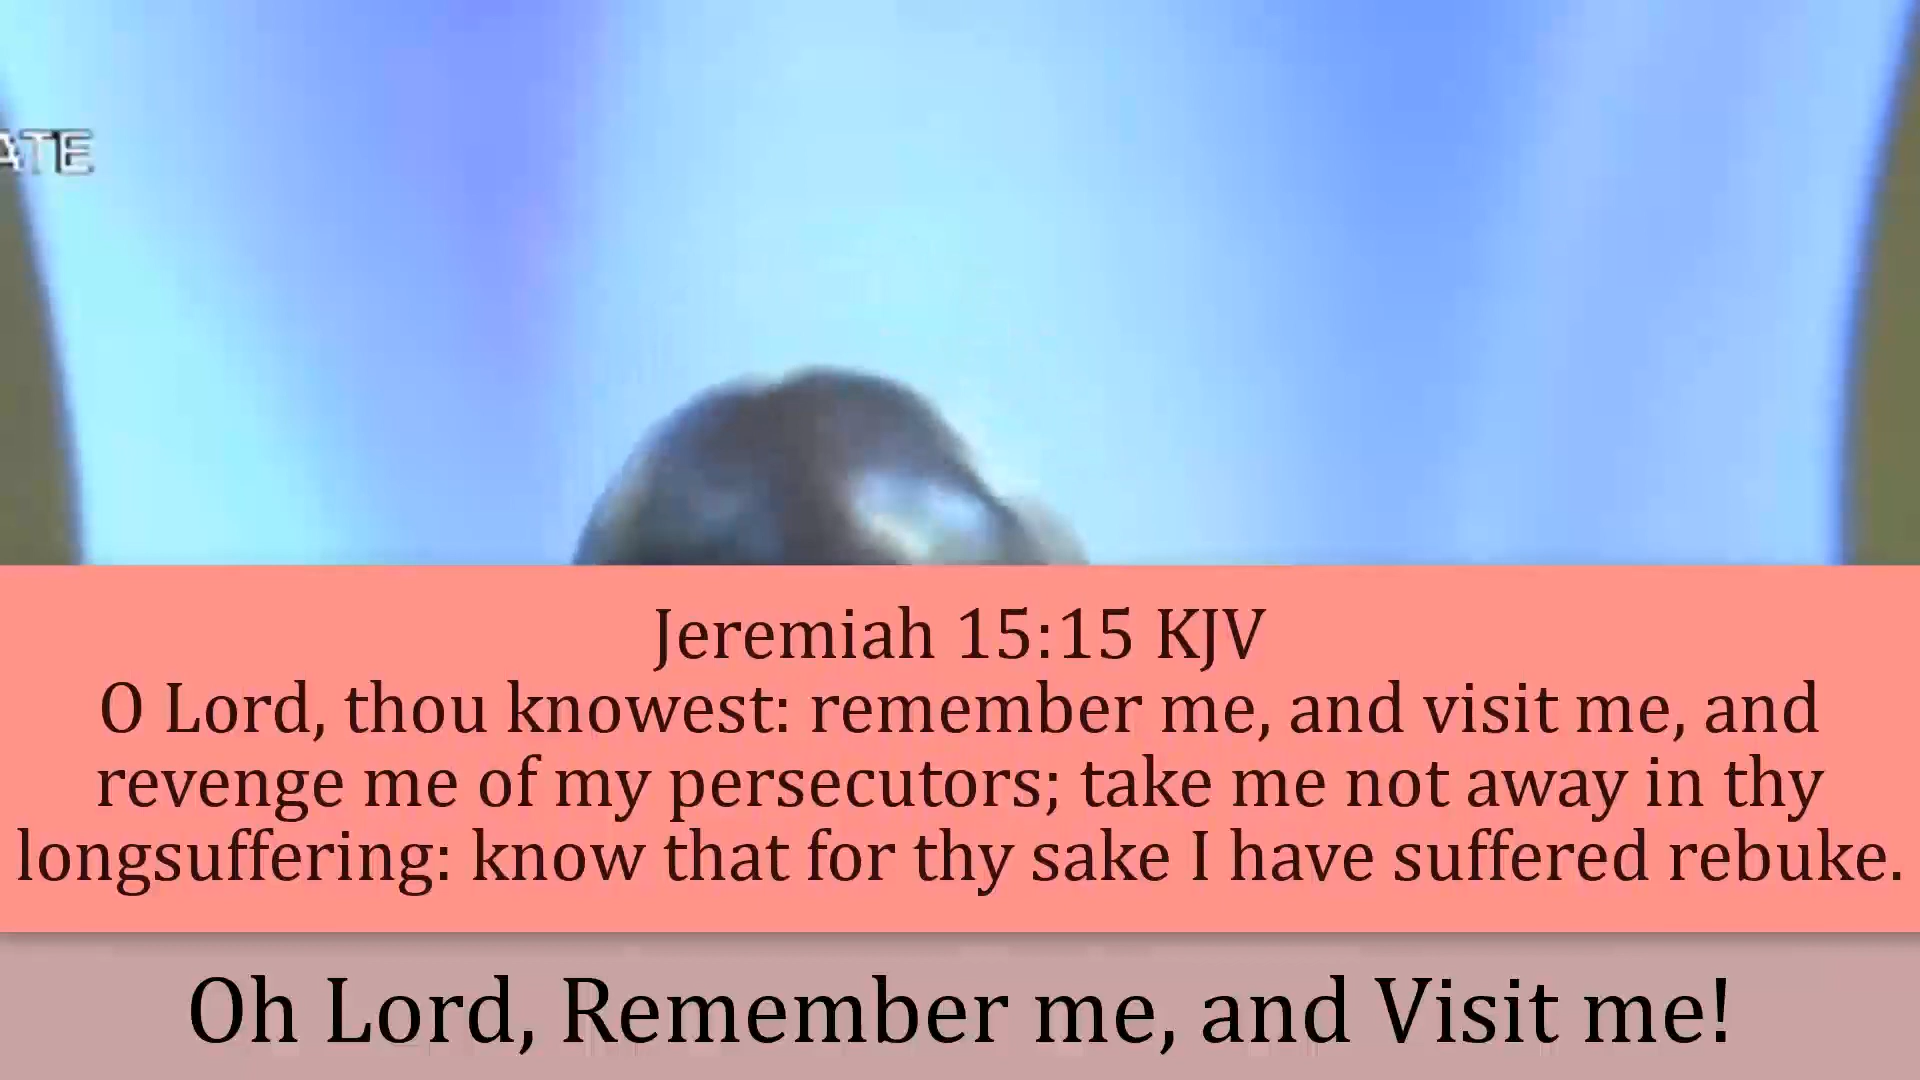 ATE
Jeremiah 15:15 KJV
O Lord, thou knowest: remember me, and visit me, and
revenge me of my persecutors; take me not away in thy
longsuffering: know that for thy sake I have suffered rebuke.
Oh Lord, Remember me, and Visit me!